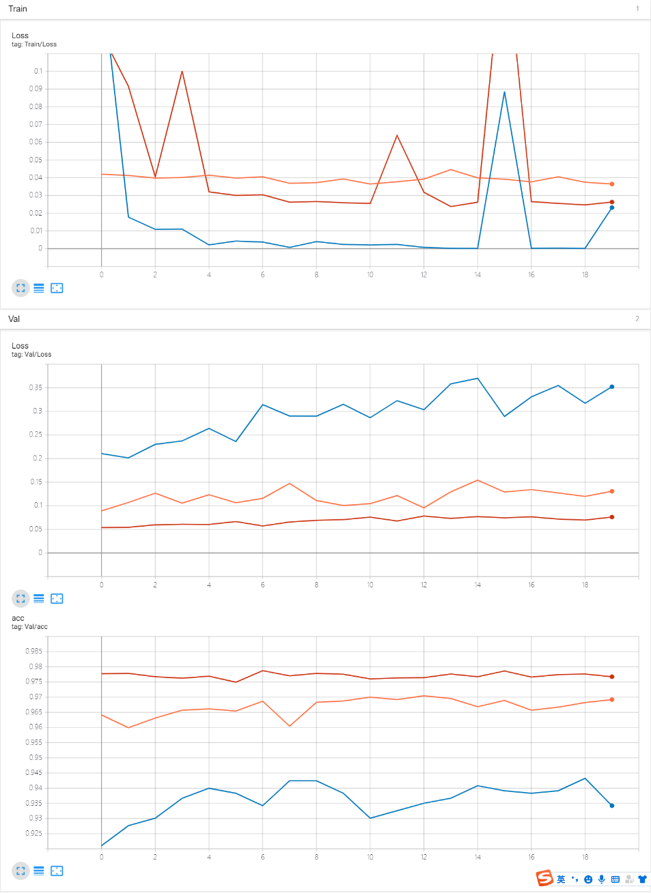 Train 1
Loss
tag: Train/Loss
0.1
0.09
0.08
0.07
0.06
0.05
0.04
0.03
0.02
0.01
0
0 2 4 6 8 10 12 14 16 18
Val 2
Loss
tag: Val/Loss
0.35
0.3
0.25
0.2
0.15
0.1
0.05
0
0 2 4 6 8 10 12 14 16 18
acc
tag: Val/acc
0.985
0.98
0.975
0.97
0.965
0.96
0.955
0.95
0.945
0.94
0.935
0.93
0.925
0 2 4 6 8 10 12 14 16 18
S 英